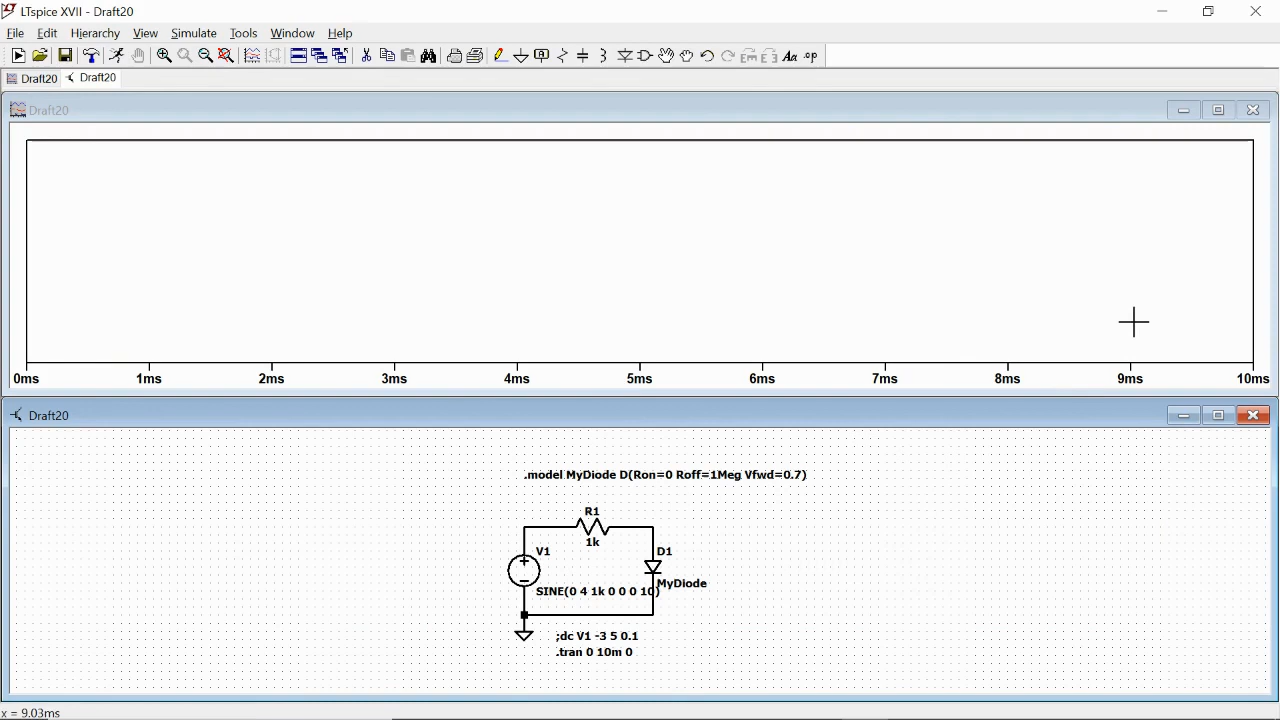 LTspice XVII - Draft20
File Edit Hierarchy View Simulate Tools Window Help
Draft20 Draft20
Draft20
0ms 1ms 2ms 3ms 4ms 5ms 6ms 7ms 8ms 9ms 10ms
Draft20
.model MyDiode D(Ron=0 Roff=1Meg Vfwd=0.7)
R1
1k
V1
D1
MyDiode
SINE(0 4 1k 0 0 0 10)
;dc V1 -3 5 0.1
.tran 0 10m 0
x = 9.03ms